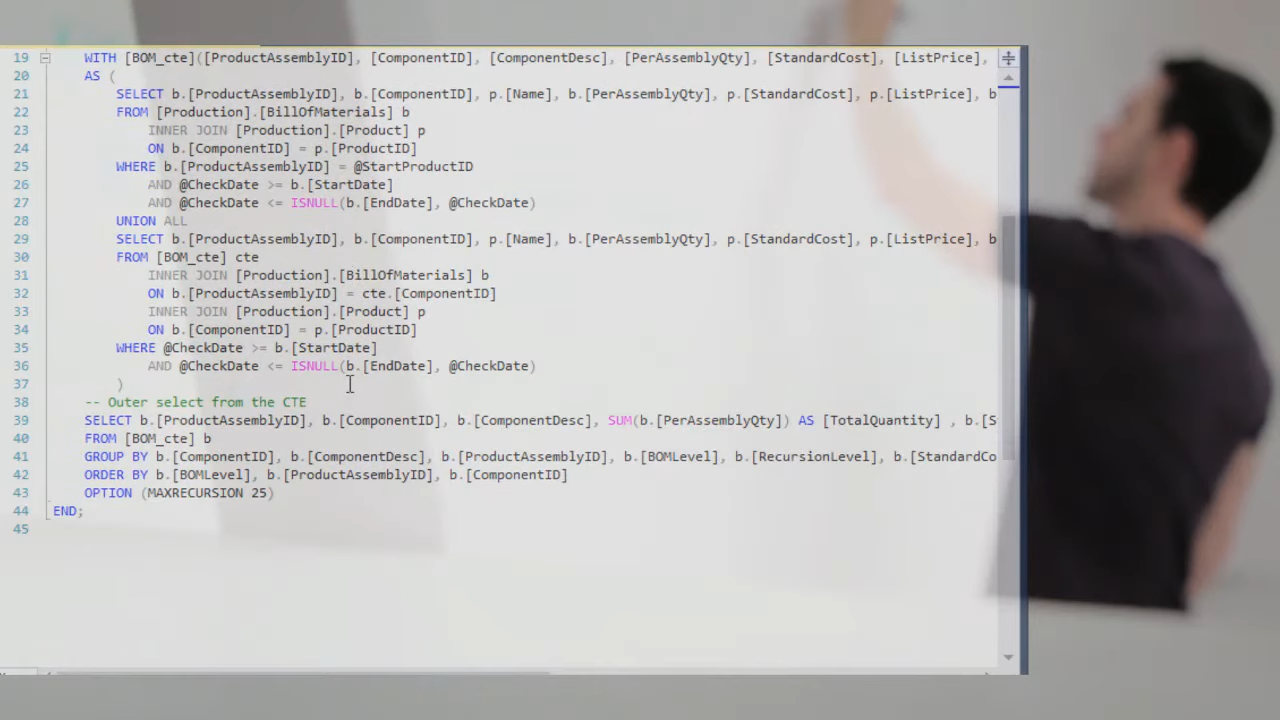 19 WITH [BOM_cte]([ProductAssemblyID], [ComponentID], [ComponentDesc], [PerAssemblyQty], [StandardCost], [ListPrice],
20 AS (
21 SELECT b.[ProductAssemblyID], b.[ComponentID], p.[Name], b.[PerAssemblyQty], p.[StandardCost], p.[ListPrice], b
22 FROM [Production].[BillOfMaterials] b
23 INNER JOIN [Production].[Product] p
24 ON b.[ComponentID] = p.[ProductID]
25 WHERE b.[ProductAssemblyID] = @StartProductID
26 AND @CheckDate >= b.[StartDate]
27 AND @CheckDate <= ISNULL(b.[EndDate], @CheckDate)
28 UNION ALL
29 SELECT b.[ProductAssemblyID], b.[ComponentID], p.[Name], b.[PerAssemblyQty], p.[StandardCost], p.[ListPrice], b
30 FROM [BOM_cte] cte
31 INNER JOIN [Production].[BillOfMaterials] b
32 ON b.[ProductAssemblyID] = cte.[ComponentID]
33 INNER JOIN [Production].[Product] p
34 ON b.[ComponentID] = p.[ProductID]
35 WHERE @CheckDate >= b.[StartDate]
36 AND @CheckDate <= ISNULL(b.[EndDate], @CheckDate)
37 )
38 -- Outer select from the CTE
39 SELECT b.[ProductAssemblyID], b.[ComponentID], b.[ComponentDesc], SUM(b.[PerAssemblyQty]) AS [TotalQuantity] , b.[S
40 FROM [BOM_cte] b
41 GROUP BY b.[ComponentID], b.[ComponentDesc], b.[ProductAssemblyID], b.[BOMLevel], b.[RecursionLevel], b.[StandardCo
42 ORDER BY b.[BOMLevel], b.[ProductAssemblyID], b.[ComponentID]
43 OPTION (MAXRECURSION 25)
44 END;
45